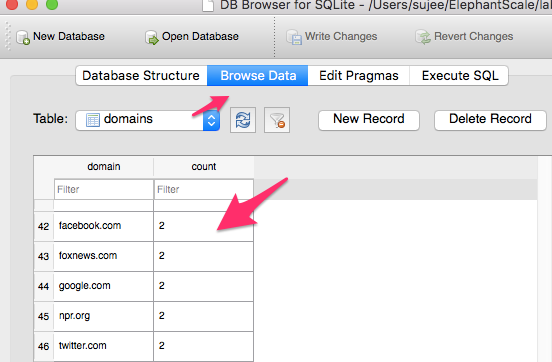 DB Browser for SQLite - /Users/sujee/ElephantScale/la
New Database Open Database Write Changes Revert Changes
Database Structure Browse Data Edit Pragmas Execute SQL
Table: domains New Record Delete Record
domain count
Filter Filter
42 facebook.com 2
43 foxnews.com 2
44 google.com 2
45 npr.org 2
46 twitter.com 2